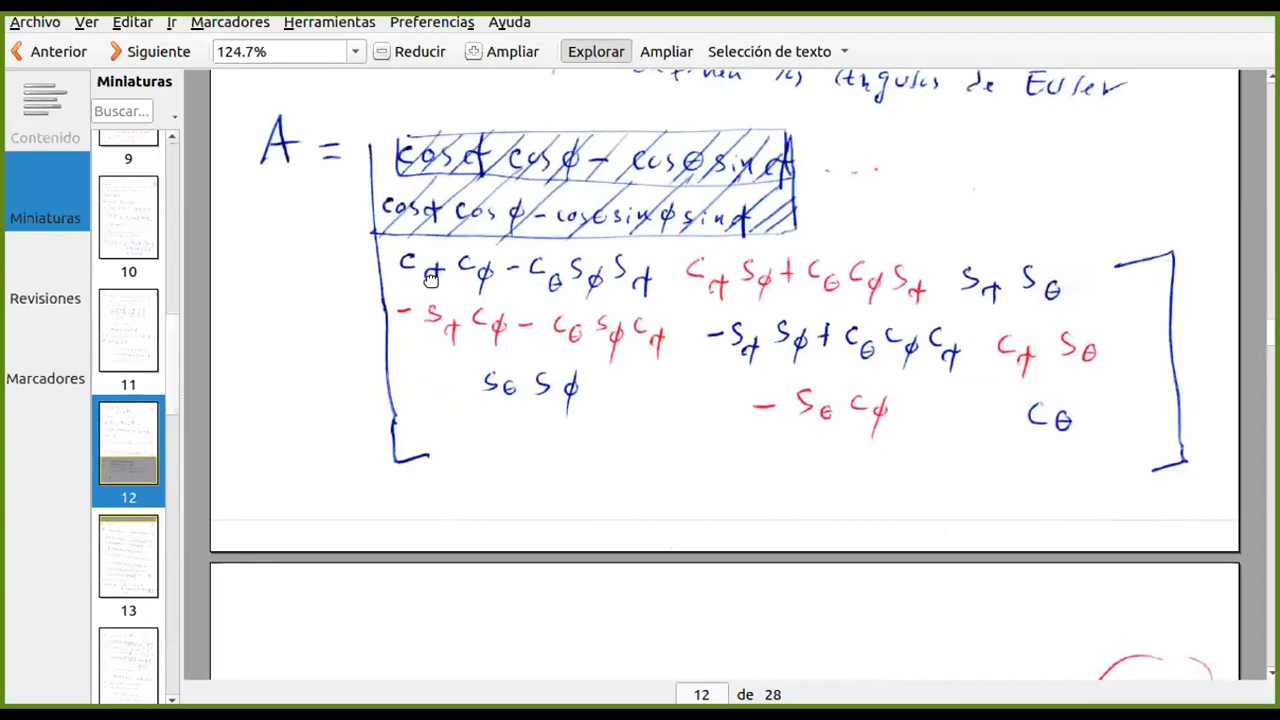 Archivo Ver Editar Ir Marcadores Herramientas Preferencias Ayuda
Anterior Siguiente 124.7% Reducir Ampliar Explorar Ampliar Selección de texto
Miniaturas
Buscar...
Contenido
Miniaturas
Revisiones
Marcadores
9
10
11
12
13
ángulos de Euler
A =
cosψ cosϕ - cosθ sinψ ...
cosψ cosϕ - cosθ sinϕ sinψ
Cψ Cϕ - Cθ Sϕ Sψ Cψ Sϕ + Cθ Cϕ Sψ Sψ Sθ
- Sψ Cϕ - Cθ Sϕ Cψ -Sψ Sϕ + Cθ Cϕ Cψ Cψ Sθ
Sθ Sϕ - Sθ Cϕ Cθ
12 de 28